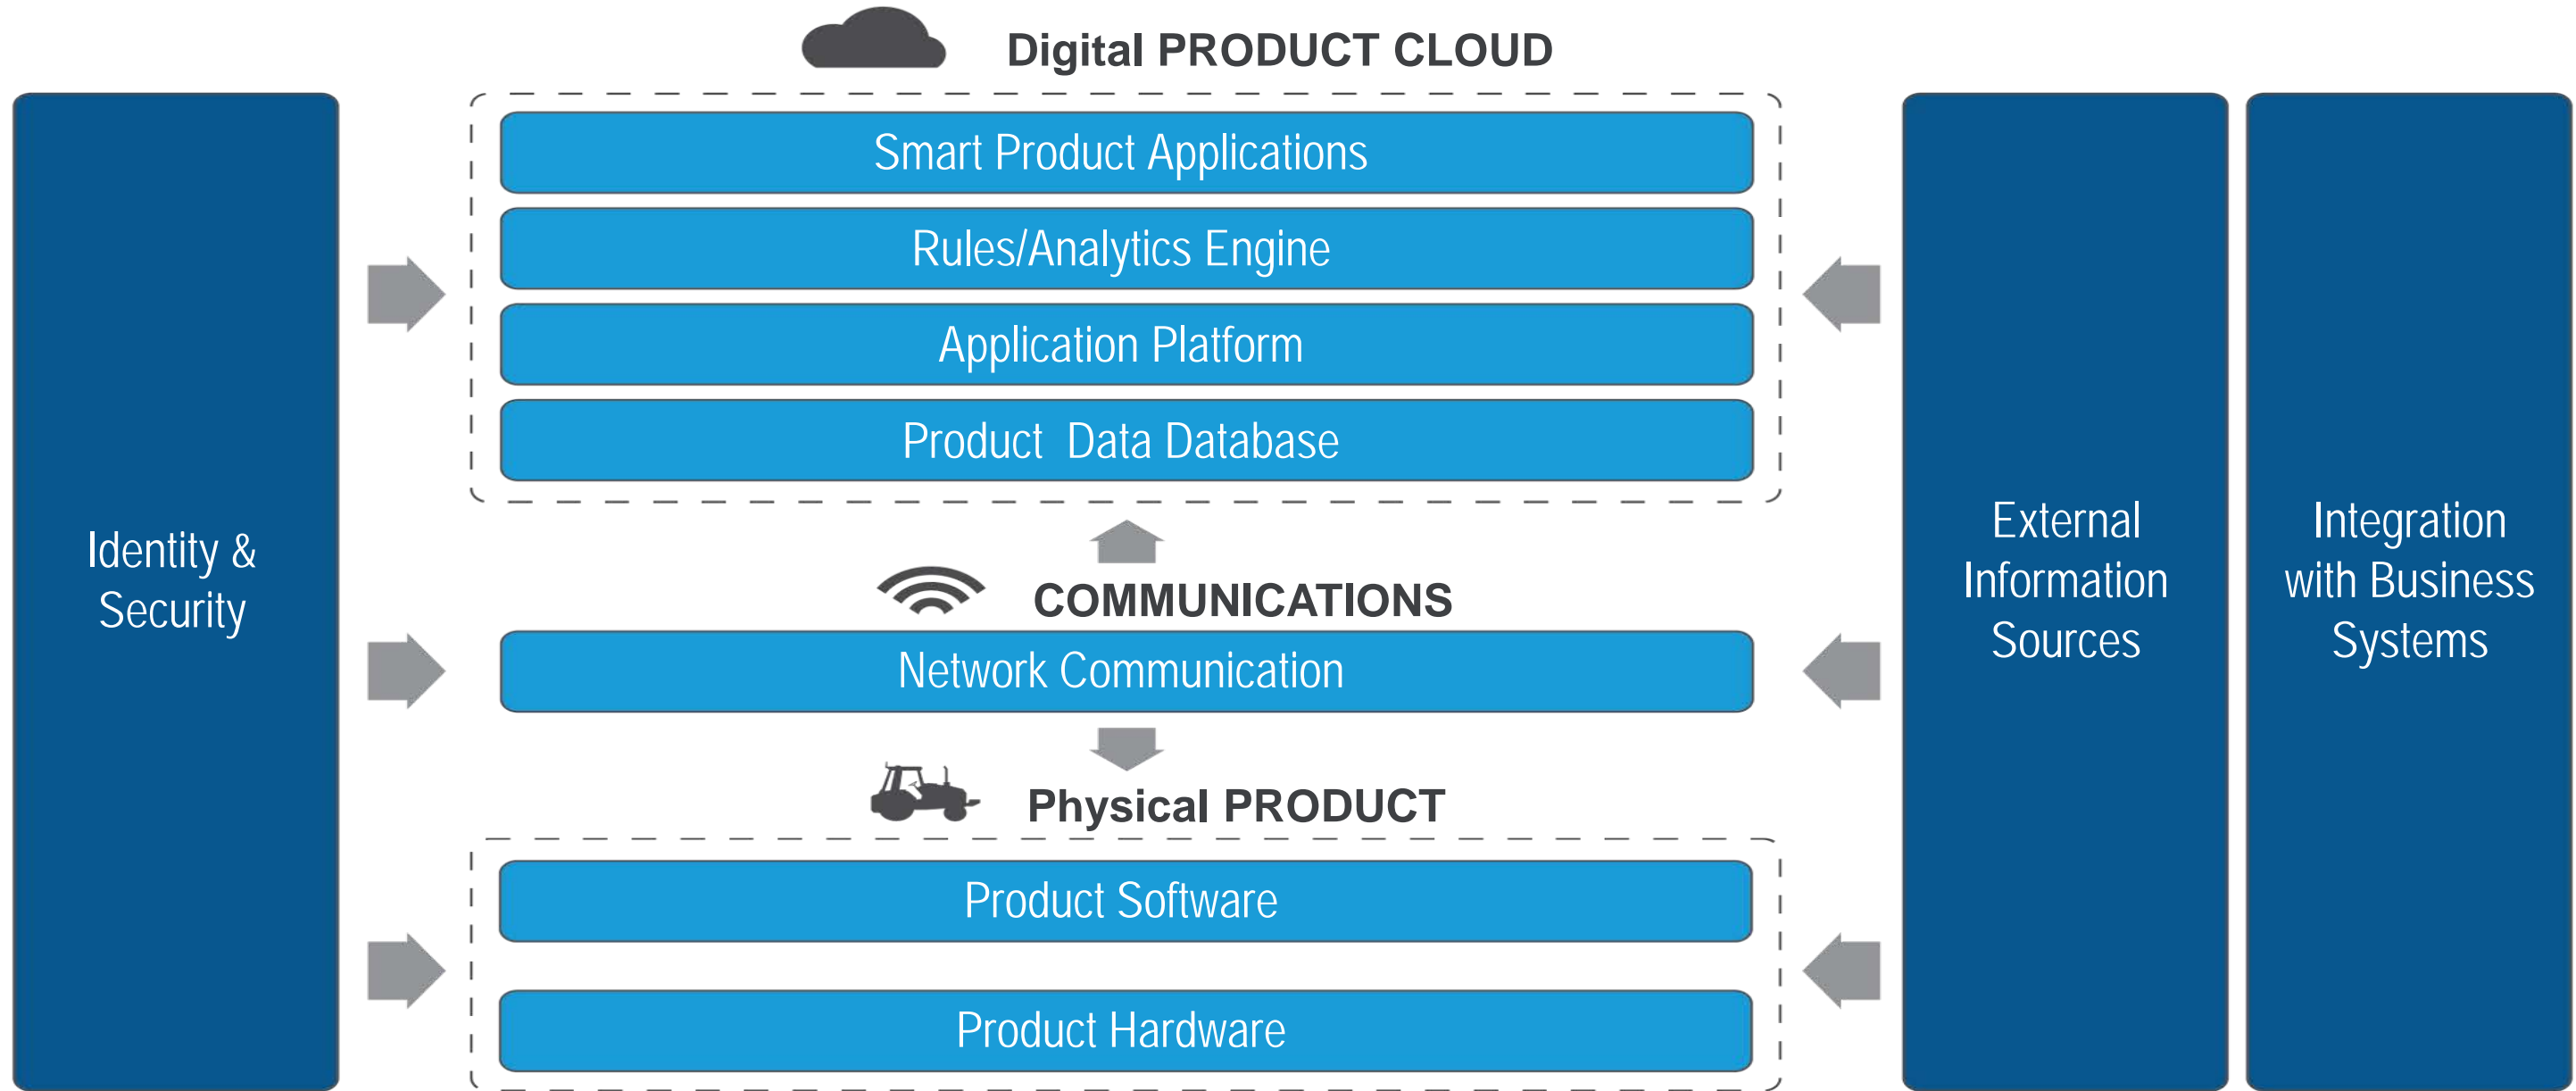 Digital PRODUCT CLOUD
Smart Product Applications
Rules/Analytics Engine
Application Platform
Product Data Database
Identity &
Security
COMMUNICATIONS
Network Communication
External
Information
Sources
Integration
with Business
Systems
Physical PRODUCT
Product Software
Product Hardware